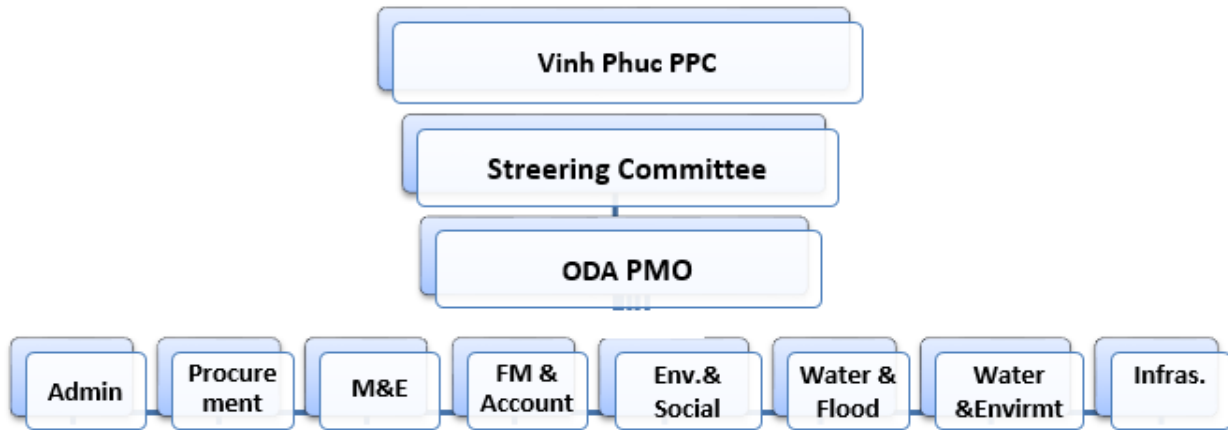 Vinh Phuc PPC
Streering Committee
ODA PMO
Admin
Procure
ment
M&E
FM &
Account
Env.&
Social
Water &
Flood
Water
&Envirmt
Infras.